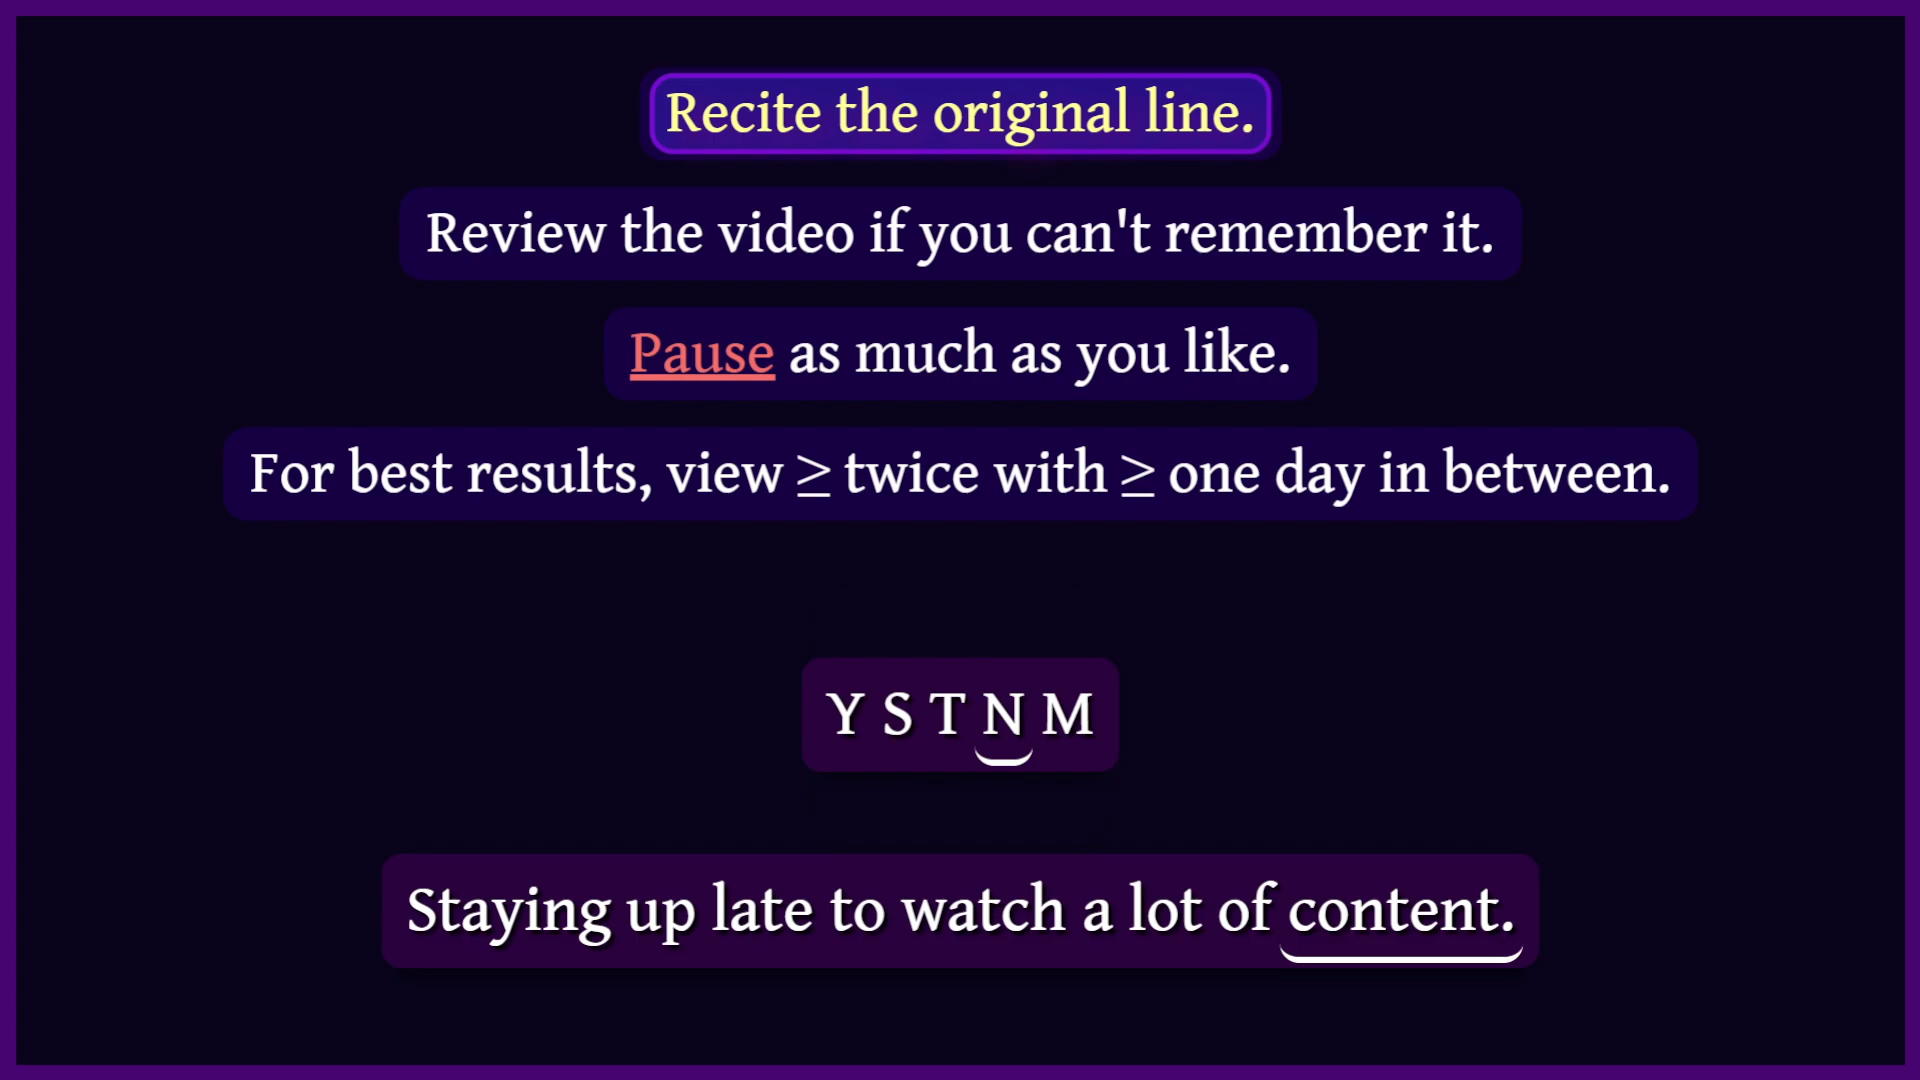 Recite the original line.
Review the video if you can't remember it.
Pause as much as you like.
For best results, view ≥ twice with ≥ one day in between.
Y S T N M
Staying up late to watch a lot of content.